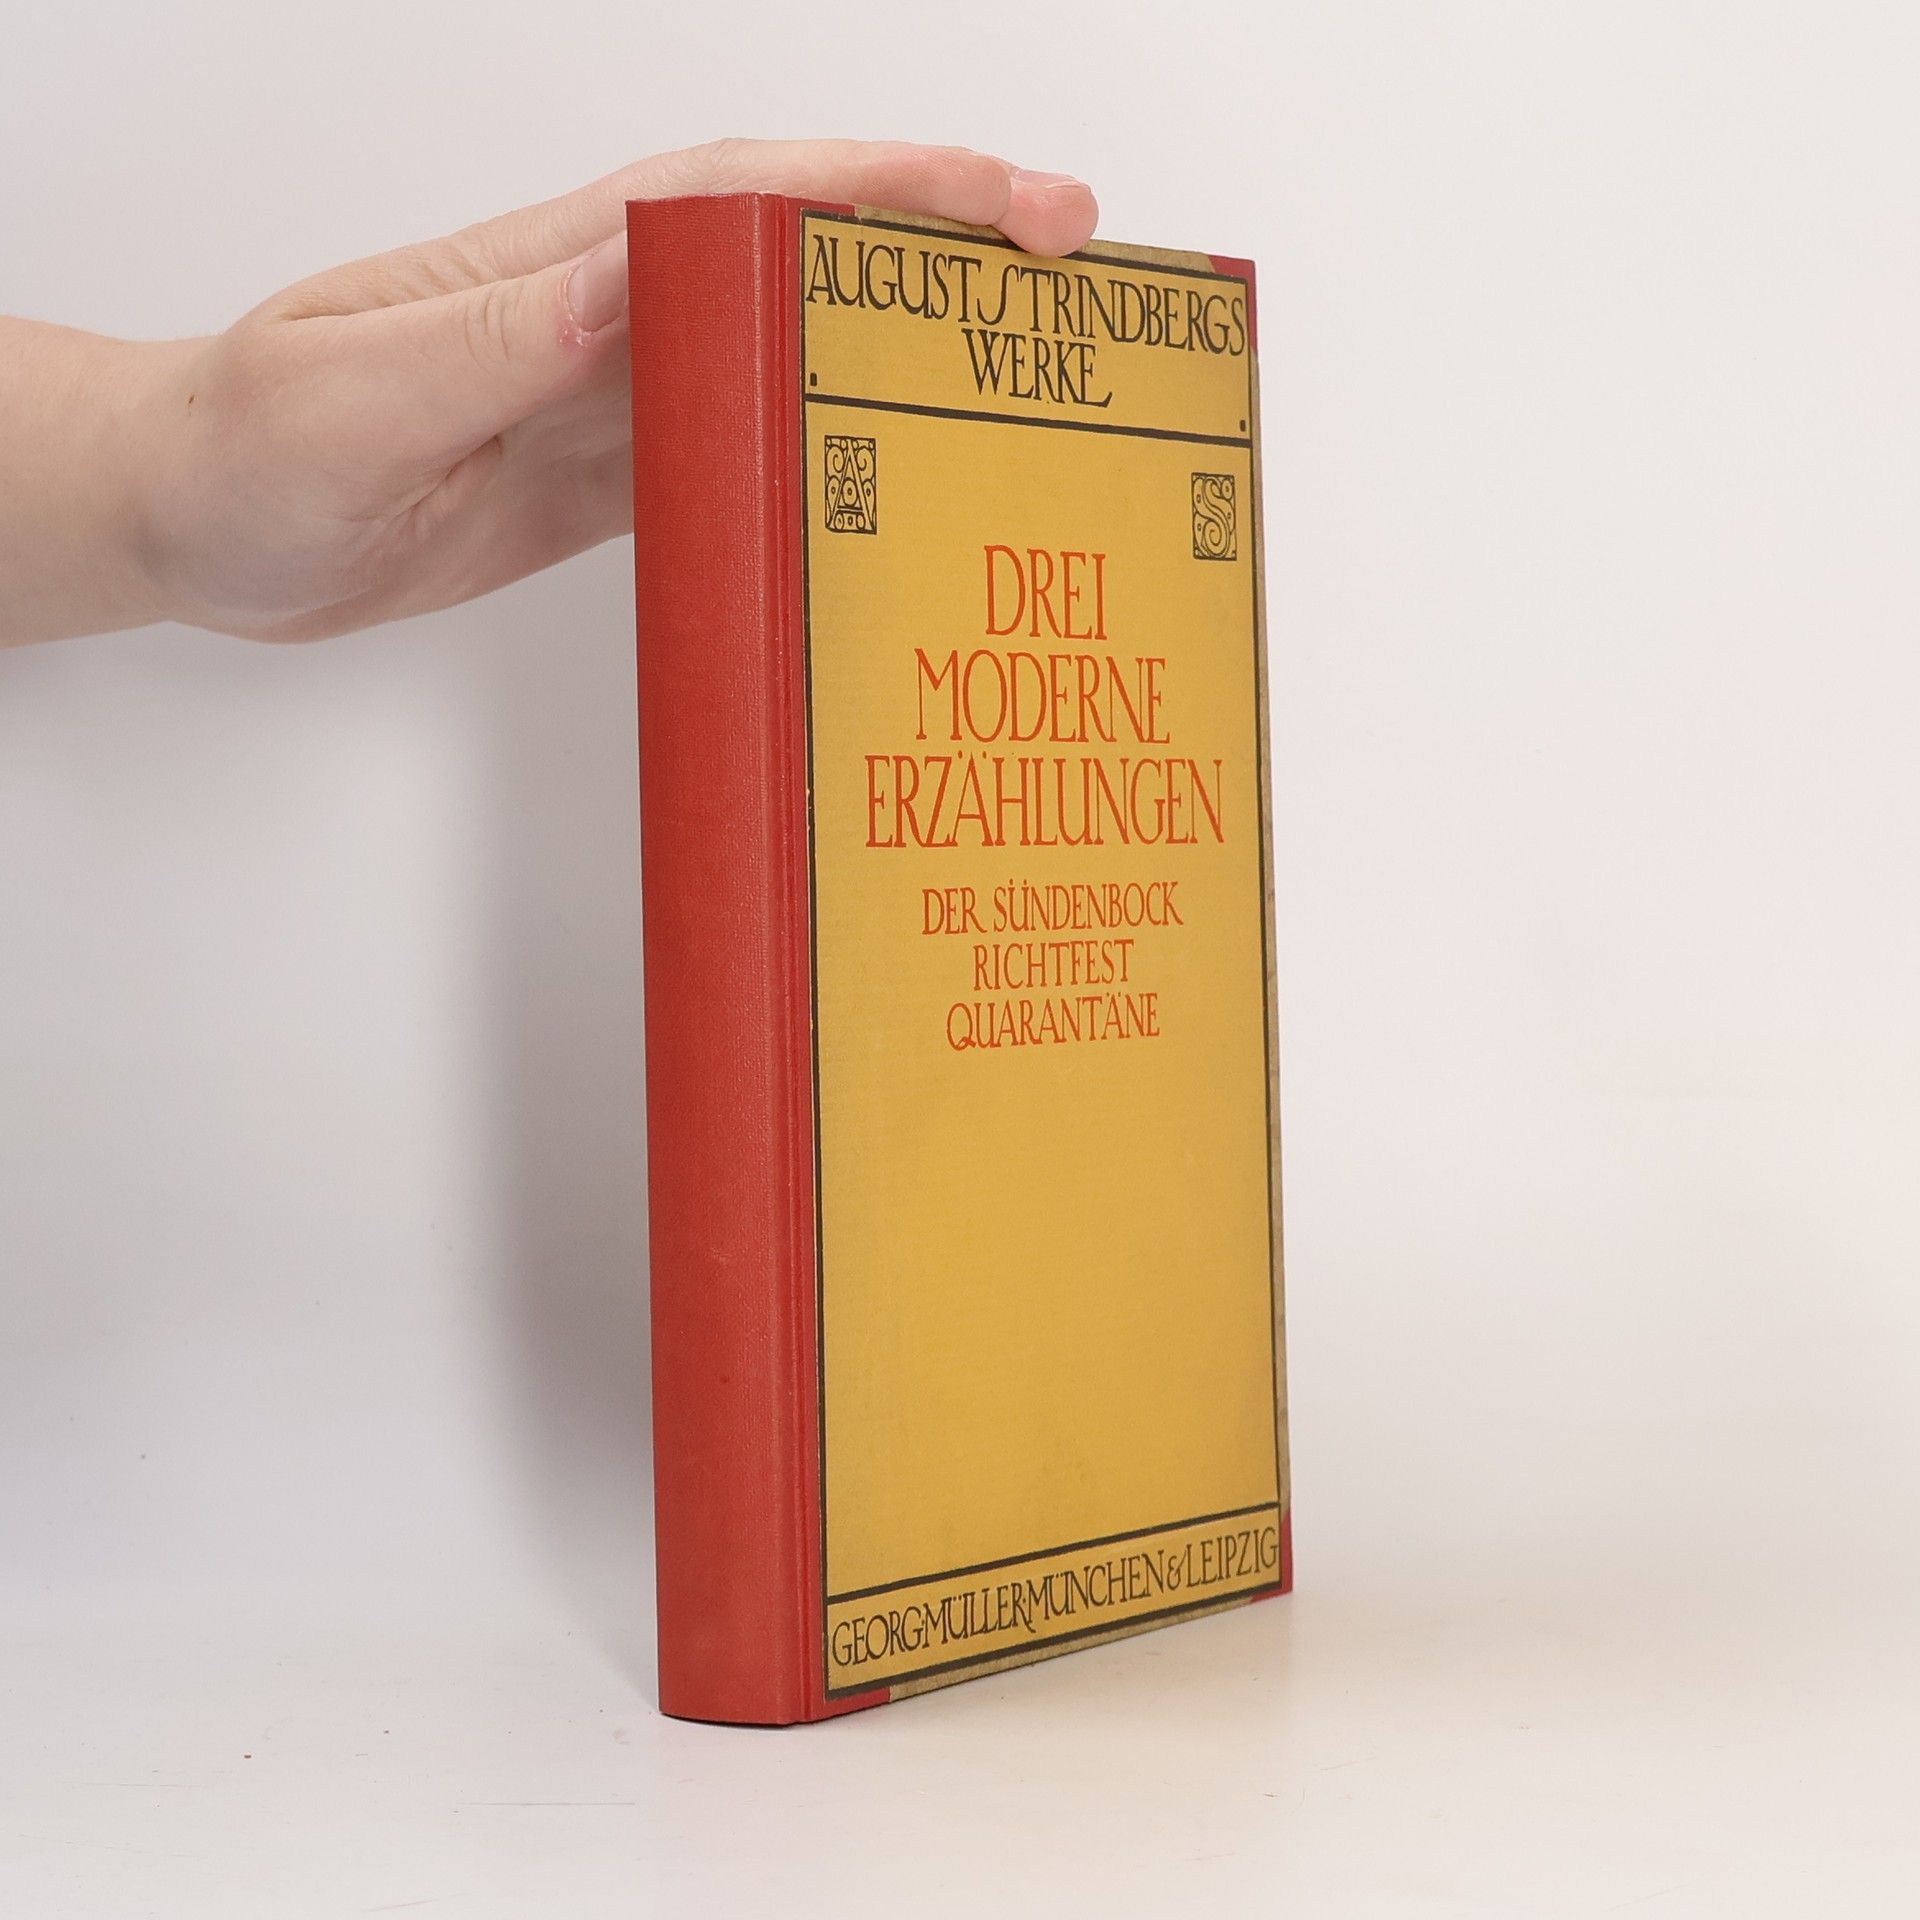 AUGUST STRINDBERGS
WERKE
A
S
DREI
MODERNE
ERZÄHLUNGEN
DER SÜNDENBOCK
RICHTFEST
QUARANTÄNE
GEORG·MÜLLER·MÜNCHEN & LEIPZIG